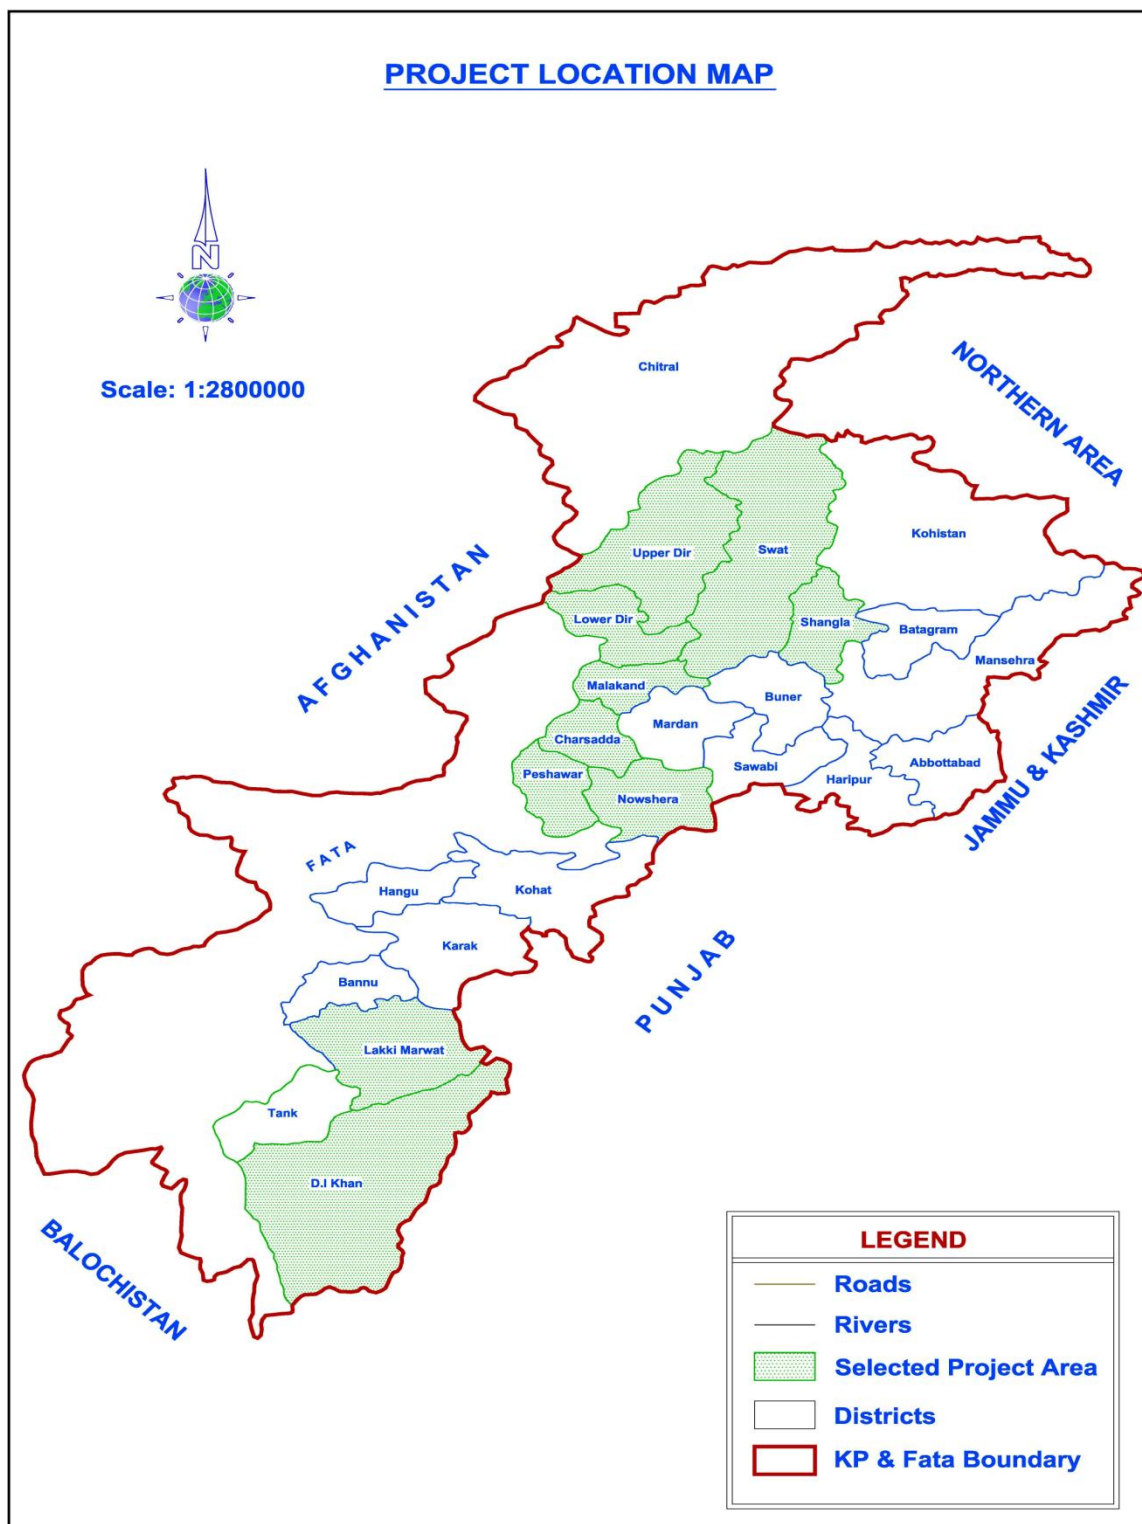 PROJECT LOCATION MAP
N
Scale: 1:2800000
Chitral
NORTHERN AREA
Kohistan
Upper Dir
Swat
AFGHANISTAN
Lower Dir
Shangla
Batagram
Mansehra
Malakand
Buner
Mardan
Charsadda
JAMMU & KASHMIR
Abbottabad
Sawabi
Peshawar
Haripur
Nowshera
FATA
Hangu
Kohat
Karak
PUNJAB
Bannu
Lakki Marwat
Tank
D.I Khan
BALOCHISTAN
LEGEND
Roads
Rivers
Selected Project Area
Districts
KP & Fata Boundary